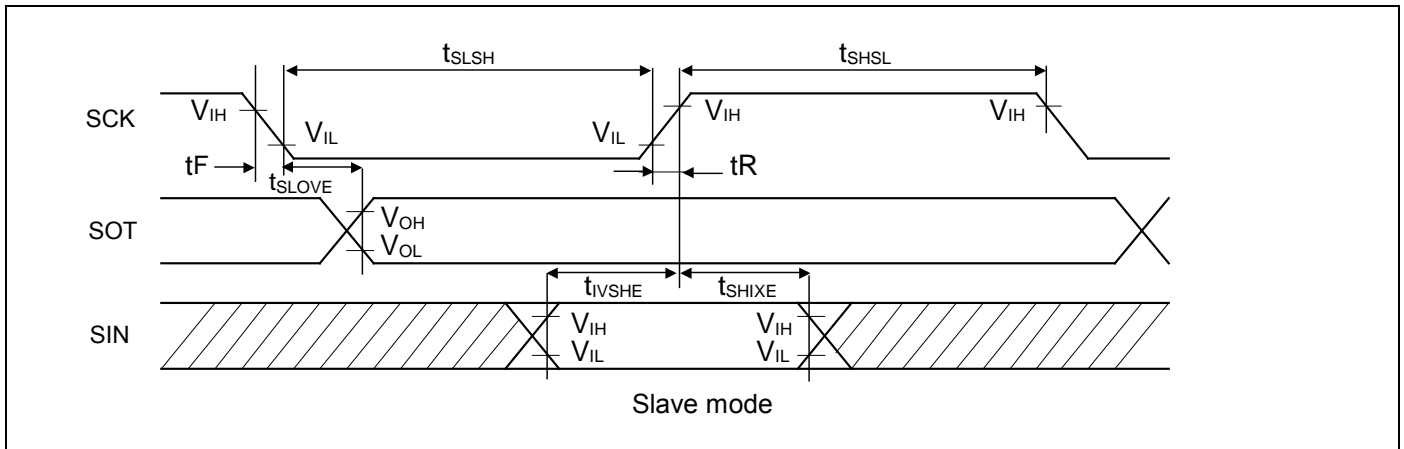 tSLSH
tSHSL
SCK
VIH
VIL
VIL
VIH
VIH
tF
tSLOVE
tR
SOT
VOH
VOL
tIVSHE
tSHIXE
SIN
VIH
VIL
VIH
VIL
Slave mode